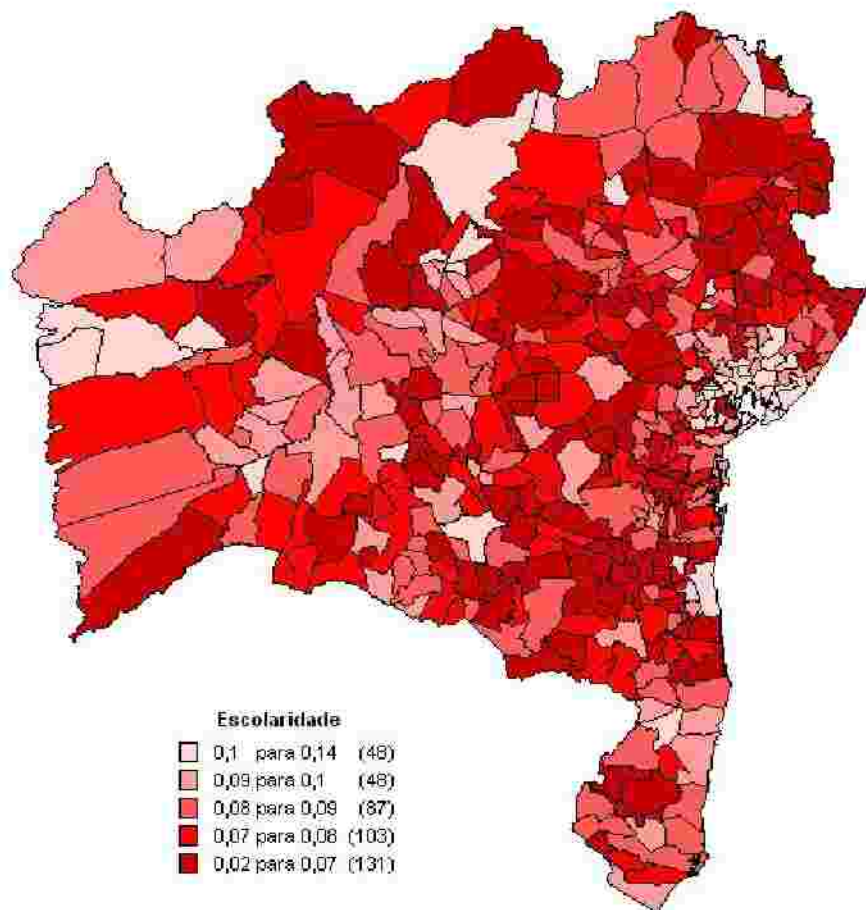 Escolaridade
0,1 para 0,14 (48)
0,09 para 0,1 (48)
0,08 para 0,09 (87)
0,07 para 0,08 (103)
0,02 para 0,07 (131)